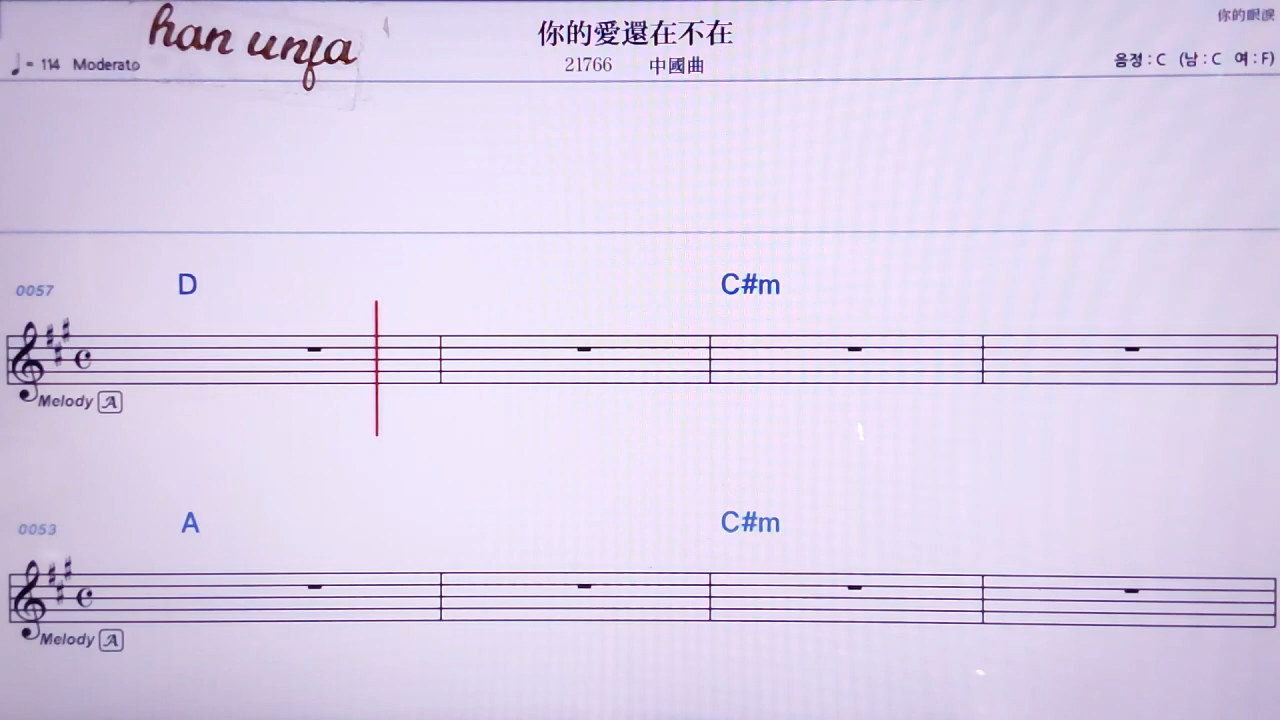 han unfa
你的愛還在不在
你的眼淚
♩= 114 Moderato
21766 中國曲
음정 : C (남 : C 여 : F)
0057
D C#m
Melody A
0053
A C#m
Melody A